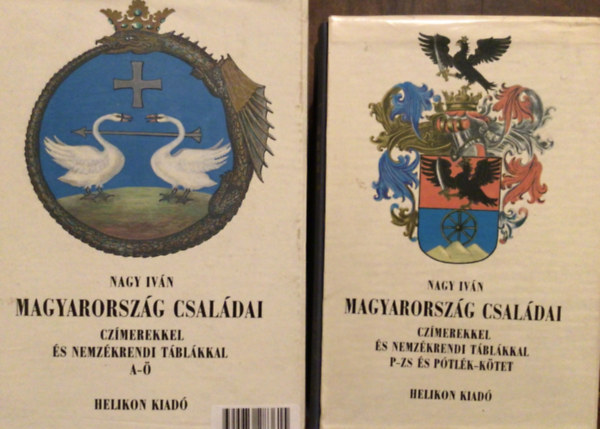 NAGY IVÁN
MAGYARORSZÁG CSALÁDAI
CZÍMEREKKEL
ÉS NEMZÉKRENDI TÁBLÁKKAL
A-Ö
HELIKON KIADÓ
NAGY IVÁN
MAGYARORSZÁG CSALÁDAI
CZÍMEREKKEL
ÉS NEMZÉKRENDI TÁBLÁKKAL
P-ZS ÉS PÓTLÉK-KÖTET
HELIKON KIADÓ